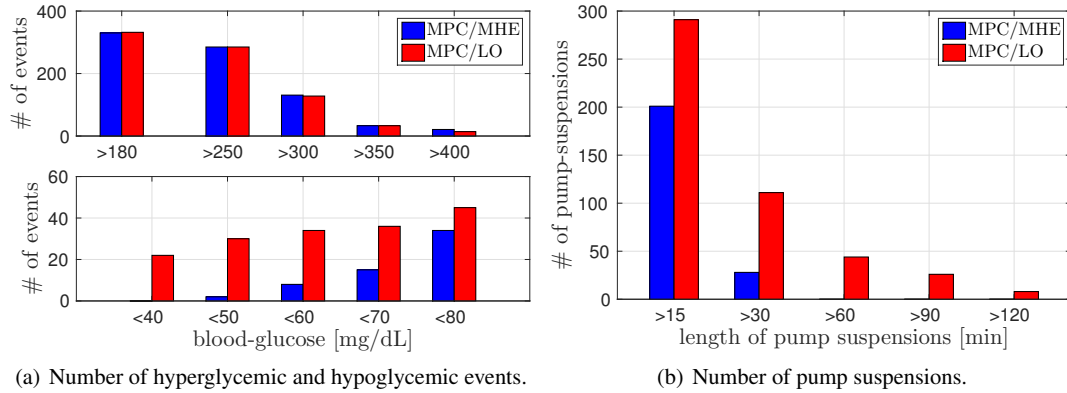 400
200
0
# of events
MPC/MHE
MPC/LO
>180
>250
>300
>350
>400
60
40
20
0
# of events
<40
<50
<60
<70
<80
blood-glucose [mg/dL]
(a) Number of hyperglycemic and hypoglycemic events.
300
250
200
150
100
50
0
# of pump-suspensions
MPC/MHE
MPC/LO
>15
>30
>60
>90
>120
length of pump suspensions [min]
(b) Number of pump suspensions.